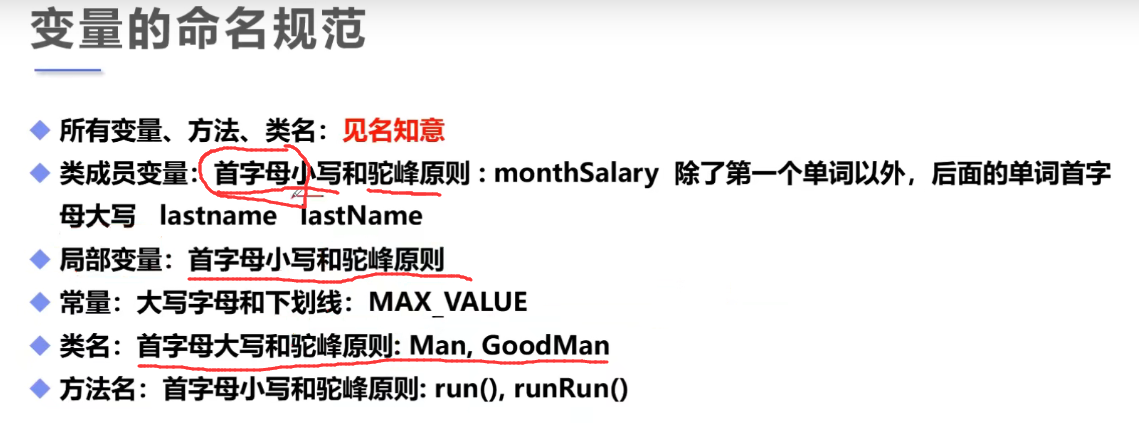 变量的命名规范
所有变量、方法、类名：见名知意
类成员变量：首字母小写和驼峰原则 : monthSalary 除了第一个单词以外，后面的单词首字
母大写 lastname lastName
局部变量：首字母小写和驼峰原则
常量：大写字母和下划线：MAX_VALUE
类名：首字母大写和驼峰原则: Man, GoodMan
方法名：首字母小写和驼峰原则: run(), runRun()